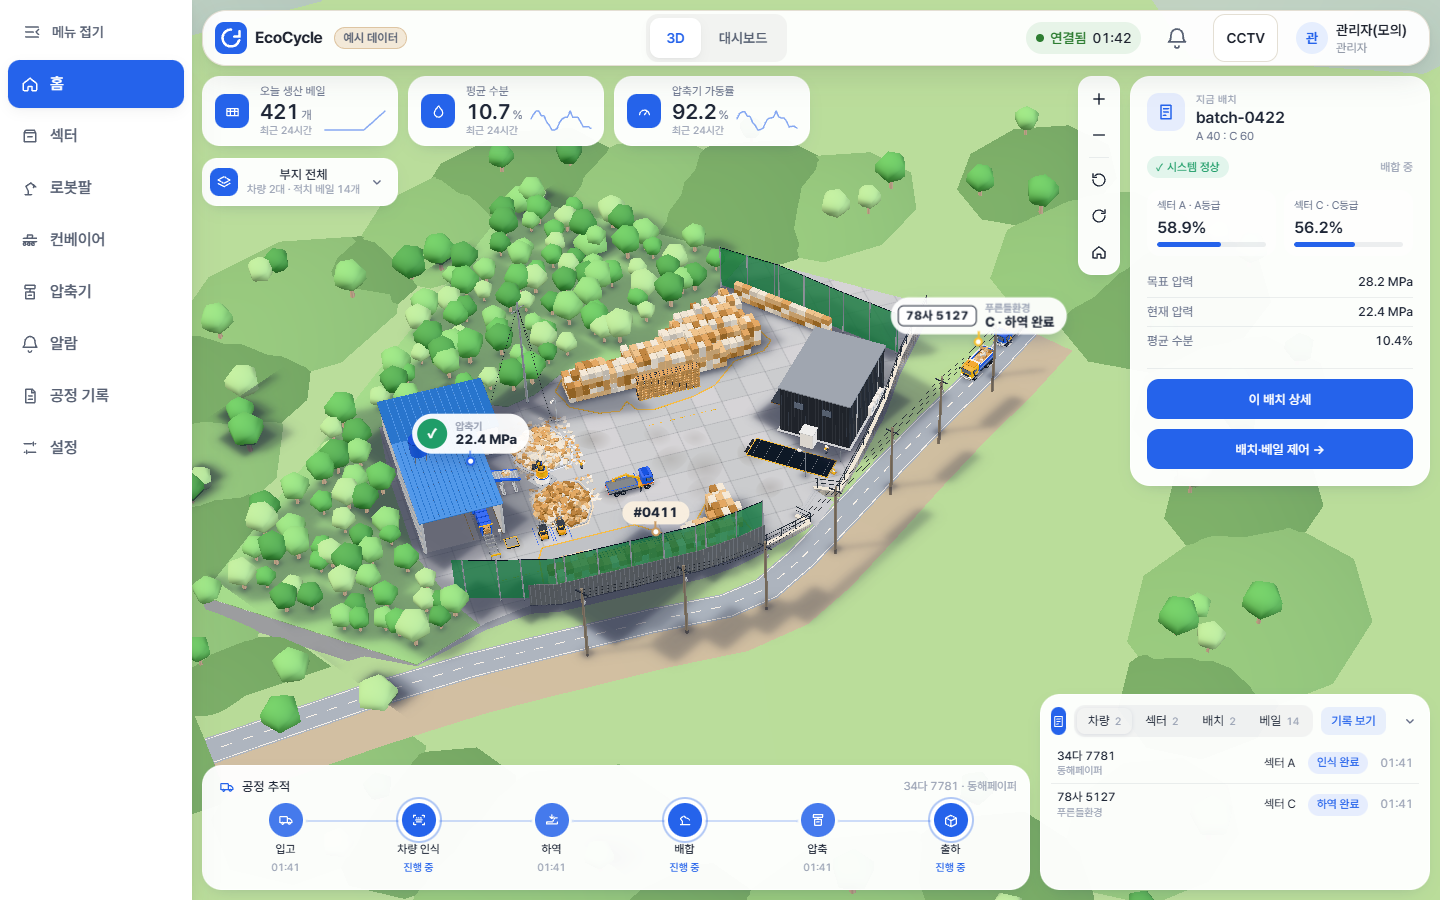 메뉴 접기
홈
섹터
로봇팔
컨베이어
압축기
알람
공정 기록
설정
EcoCycle
예시 데이터
3D
대시보드
연결됨 01:42
CCTV
관
관리자(모의)
관리자
오늘 생산 베일
421개
최근 24시간
평균 수분
10.7%
최근 24시간
압축기 가동률
92.2%
최근 24시간
부지 전체
차량 2대 · 적치 베일 14개
지금 배치
batch-0422
A 40 : C 60
✓ 시스템 정상
배합 중
섹터 A · A등급
58.9%
섹터 C · C등급
56.2%
목표 압력 28.2 MPa
현재 압력 22.4 MPa
평균 수분 10.4%
이 배치 상세
배치·베일 제어 →
78사 5127
푸른들환경
C · 하역 완료
압축기
22.4 MPa
#0411
공정 추적
34다 7781 · 동해페이퍼
입고
01:41
차량 인식
진행 중
하역
01:41
배합
진행 중
압축
01:41
출하
진행 중
차량 2
섹터 2
배치 2
베일 14
기록 보기
34다 7781
동해페이퍼
섹터 A
인식 완료
01:41
78사 5127
푸른들환경
섹터 C
하역 완료
01:41